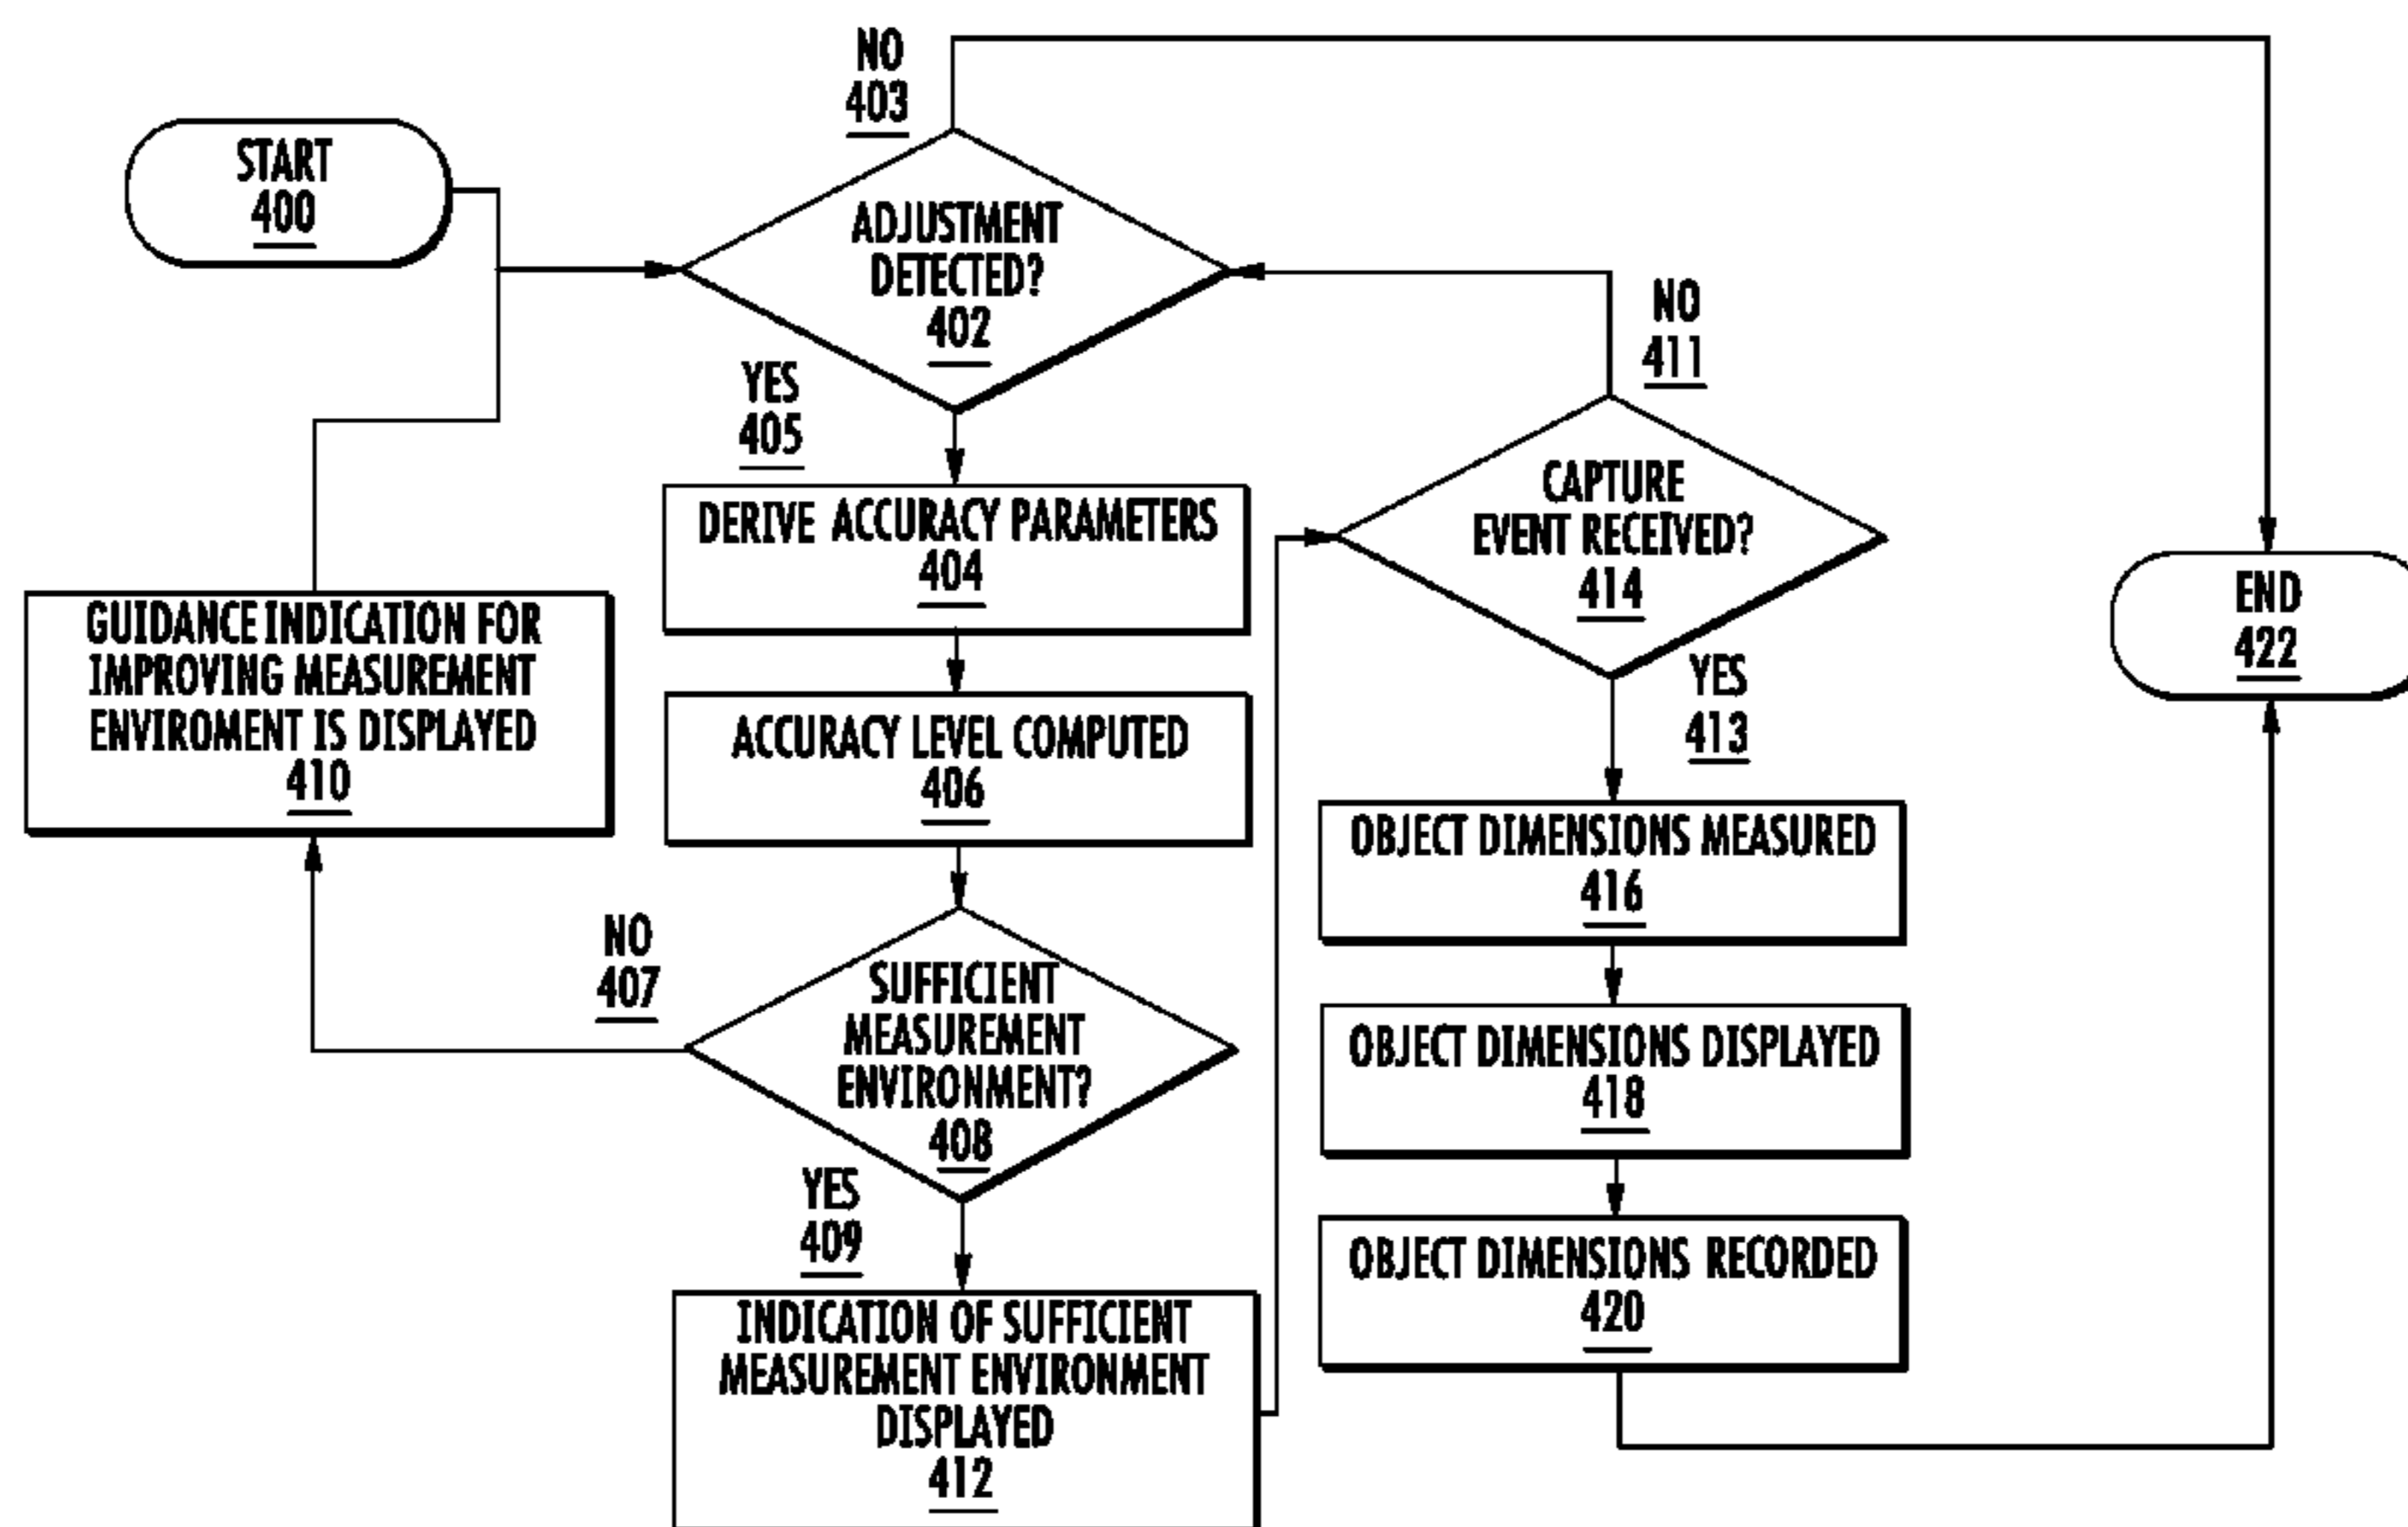 START
400
NO
403
ADJUSTMENT
DETECTED?
402
YES
405
DERIVE ACCURACY PARAMETERS
404
ACCURACY LEVEL COMPUTED
406
SUFFICIENT
MEASUREMENT
ENVIRONMENT?
408
NO
407
GUIDANCE INDICATION FOR
IMPROVING MEASUREMENT
ENVIROMENT IS DISPLAYED
410
YES
409
INDICATION OF SUFFICIENT
MEASUREMENT ENVIRONMENT
DISPLAYED
412
CAPTURE
EVENT RECEIVED?
414
NO
411
YES
413
OBJECT DIMENSIONS MEASURED
416
OBJECT DIMENSIONS DISPLAYED
418
OBJECT DIMENSIONS RECORDED
420
END
422